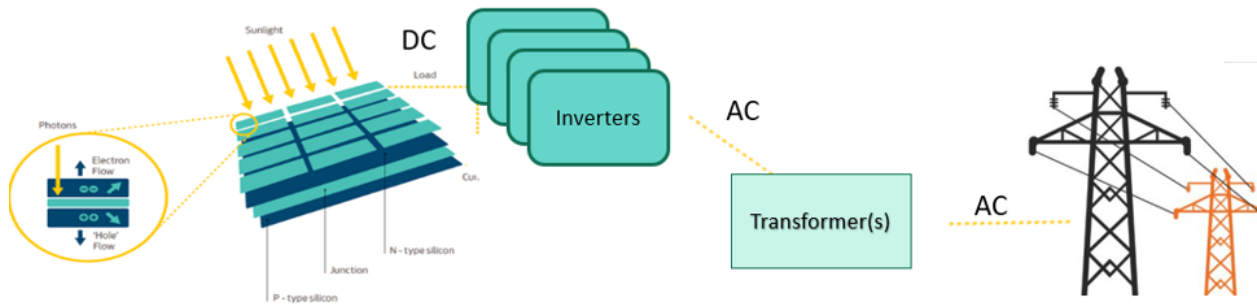 Sunlight
DC
Load
Inverters
AC
Photons
Electron
Flow
'Hole'
Flow
N - type silicon
Junction
P - type silicon
Transformer(s)
AC